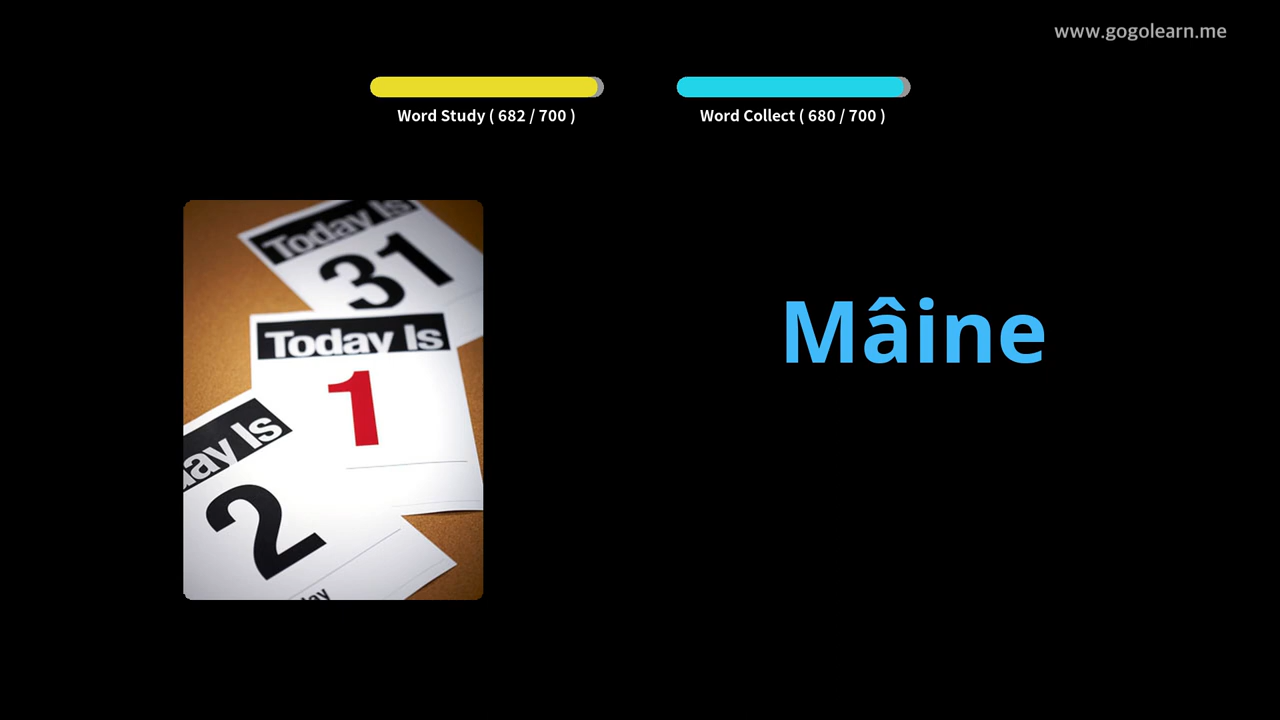 www.gogolearn.me
Word Study ( 682 / 700 )
Word Collect ( 680 / 700 )
Today Is
31
Today Is
1
ay Is
2
Mâine